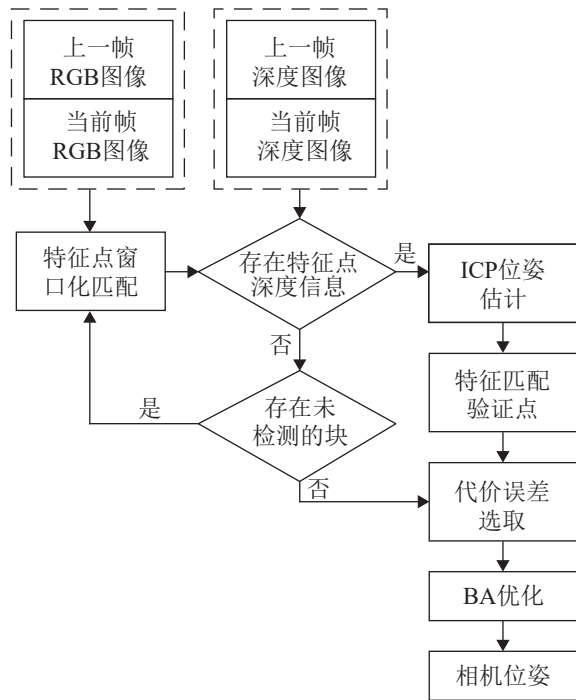 上一帧
RGB图像
当前帧
RGB图像
上一帧
深度图像
当前帧
深度图像
特征点窗
口化匹配
存在特征点
深度信息
是
ICP位姿
估计
否
特征匹配
验证点
存在未
检测的块
是
否
代价误差
选取
BA优化
相机位姿